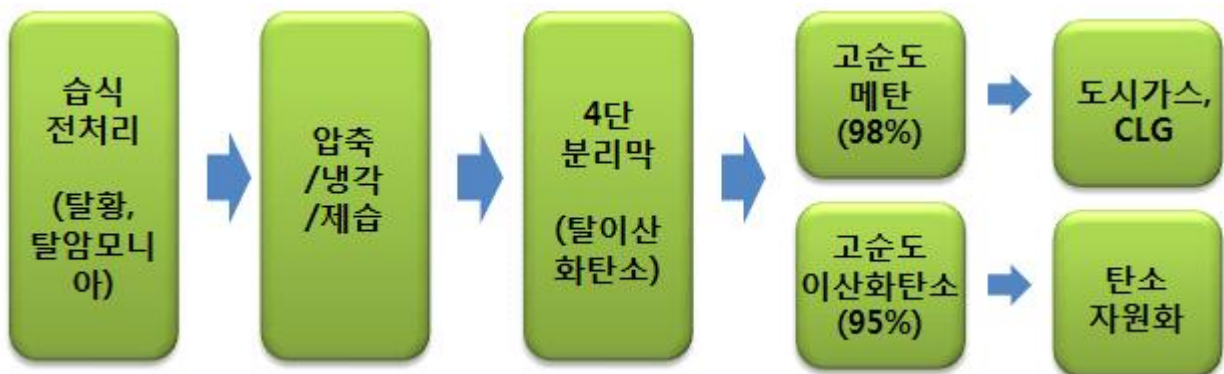 습식
전처리
(탈황,
탈암모니
아)
압축
/냉각
/제습
4단
분리막
(탈이산
화탄소)
고순도
메탄
(98%)
도시가스,
CLG
고순도
이산화탄소
(95%)
탄소
자원화